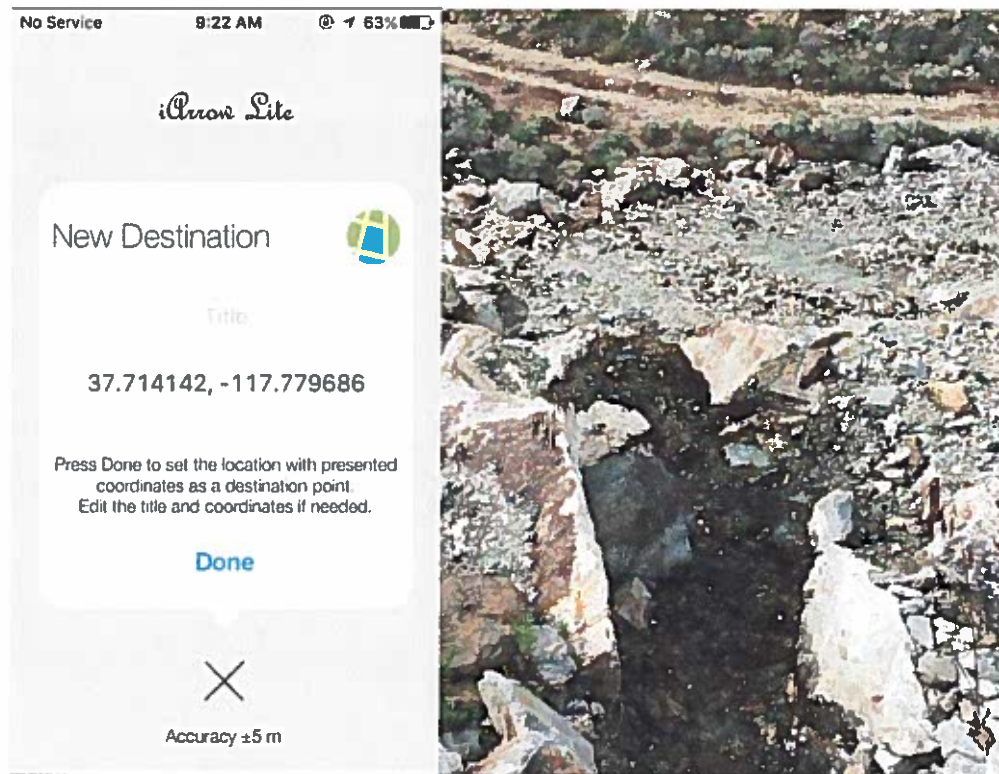 No Service 9:22 AM 63%
iArrow Lite
New Destination
Title
37.714142, -117.779686
Press Done to set the location with presented
coordinates as a destination point.
Edit the title and coordinates if needed.
Done
Accuracy ±5 m